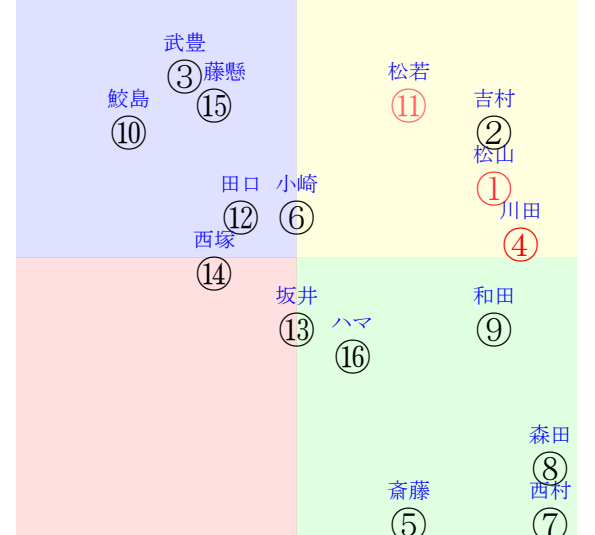 武豊
③
藤懸
⑮
松若
⑪
鮫島
⑩
吉村
②
松山
①
田口
⑫
小崎
⑥
川田
④
西塚
⑭
坂井
⑬
ハマ
⑯
和田
⑨
森田
⑧
斎藤
⑤
西村
⑦